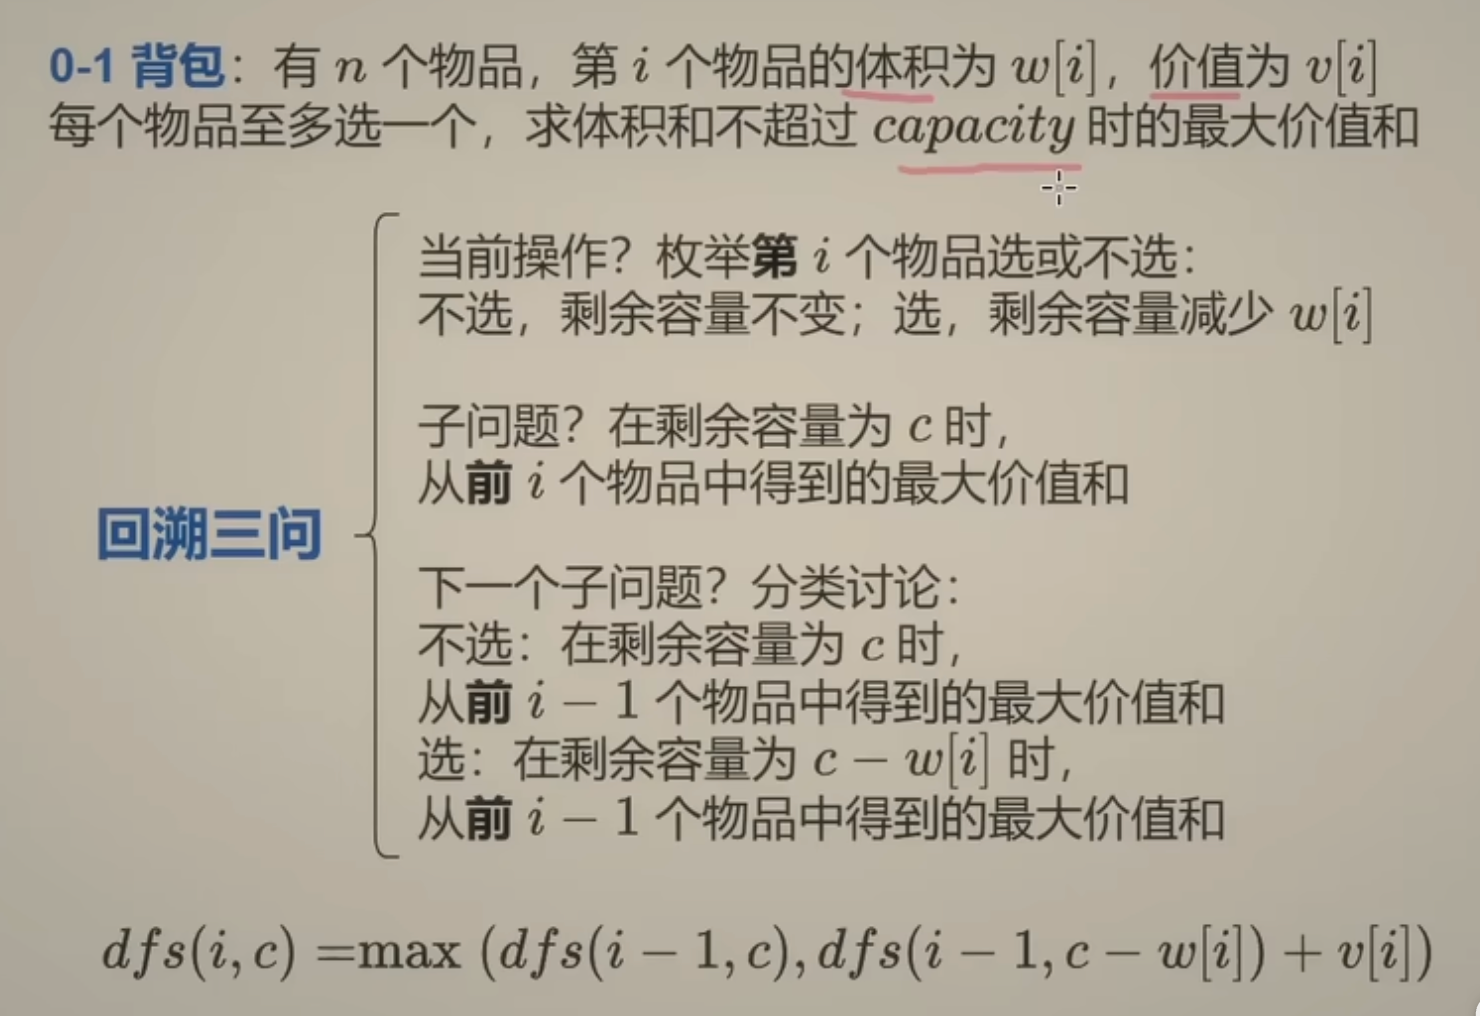 0-1 背包：有 n 个物品，第 i 个物品的体积为 w[i]，价值为 v[i]
每个物品至多选一个，求体积和不超过 capacity 时的最大价值和
当前操作？枚举第 i 个物品选或不选：
不选，剩余容量不变；选，剩余容量减少 w[i]
子问题？在剩余容量为 c 时，
从前 i 个物品中得到的最大价值和
回溯三问
下一个子问题？分类讨论：
不选：在剩余容量为 c 时，
从前 i − 1 个物品中得到的最大价值和
选：在剩余容量为 c − w[i] 时，
从前 i − 1 个物品中得到的最大价值和
dfs(i, c) =max (dfs(i − 1, c), dfs(i − 1, c − w[i]) + v[i])